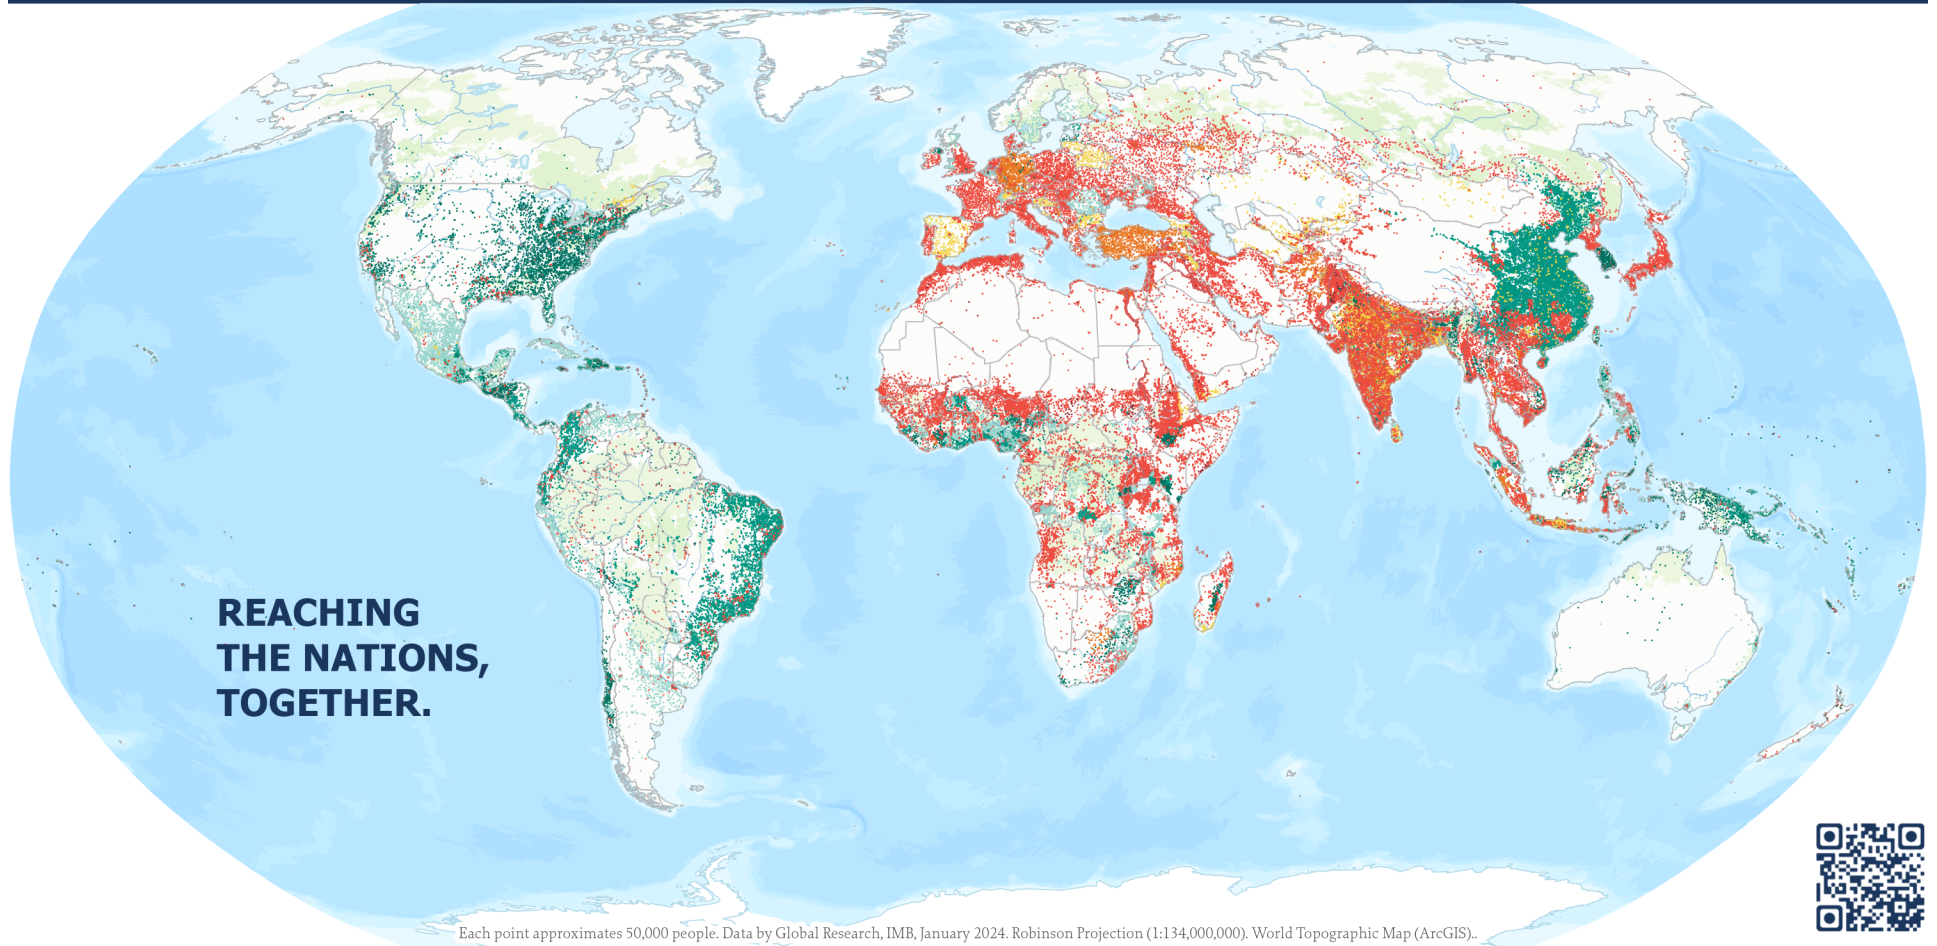 REACHING
THE NATIONS,
TOGETHER.
Each point approximates 50,000 people. Data by Global Research, IMB, January 2024. Robinson Projection (1:134,000,000). World Topographic Map (ArcGIS)..